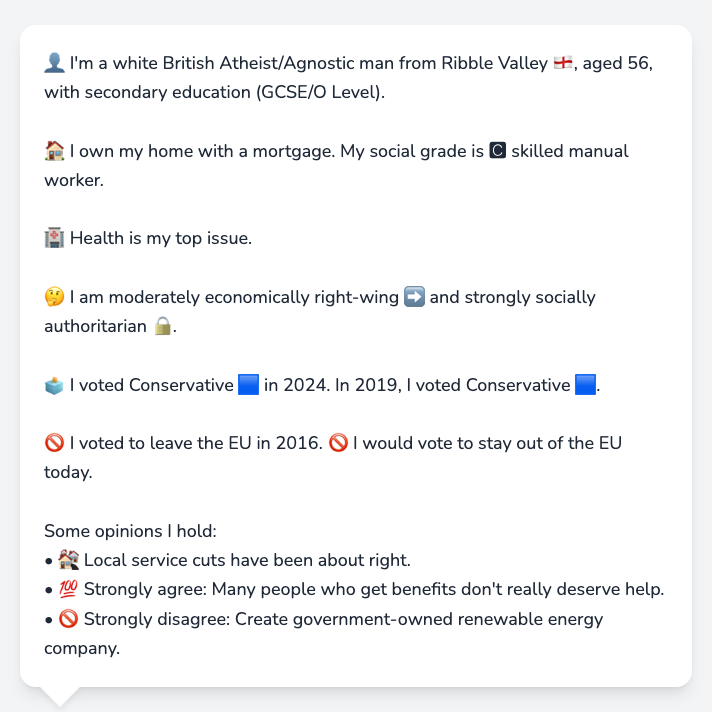 👤 I'm a white British Atheist/Agnostic man from Ribble Valley 🏴󠁧󠁢󠁥󠁮󠁧󠁿, aged 56,
with secondary education (GCSE/O Level).
🏠 I own my home with a mortgage. My social grade is 🅲 skilled manual
worker.
🏥 Health is my top issue.
🤔 I am moderately economically right-wing ➡️ and strongly socially
authoritarian 🔒.
🗳️ I voted Conservative 🟦 in 2024. In 2019, I voted Conservative 🟦.
🚫 I voted to leave the EU in 2016. 🚫 I would vote to stay out of the EU
today.
Some opinions I hold:
• 🏘️ Local service cuts have been about right.
• 💯 Strongly agree: Many people who get benefits don't really deserve help.
• 🚫 Strongly disagree: Create government-owned renewable energy
company.